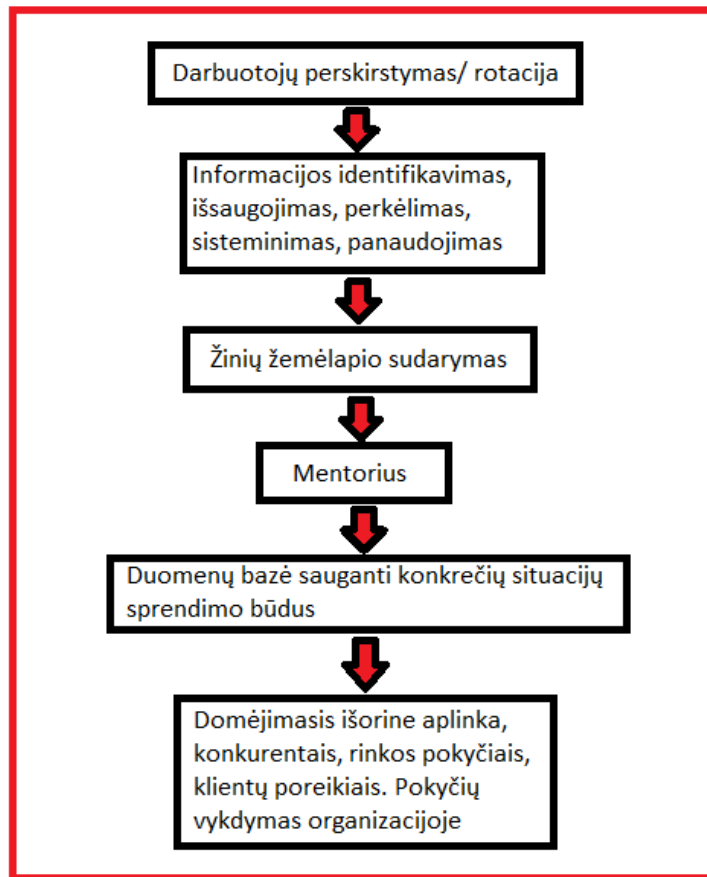 Darbuotojų perskirstymas/ rotacija
Informacijos identifikavimas,
išsaugojimas, perkėlimas,
sisteminimas, panaudojimas
Žinių žemėlapio sudarymas
Mentorius
Duomenų bazė sauganti konkrečių situacijų
sprendimo būdus
Domėjimasis išorine aplinka,
konkurentais, rinkos pokyčiais,
klientų poreikiais. Pokyčių
vykdymas organizacijoje